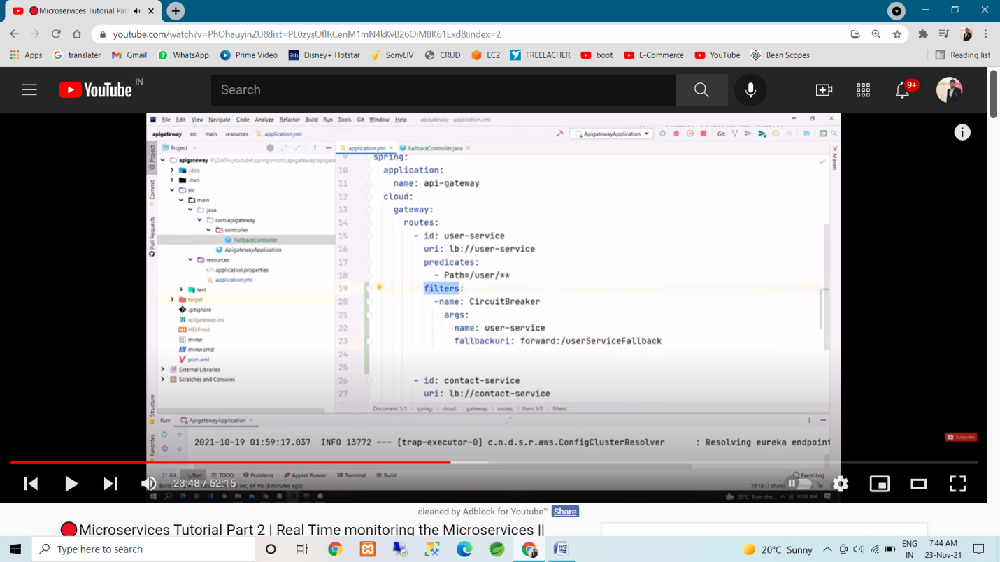 🔴Microservices Tutorial Par
youtube.com/watch?v=PhOhauyinZU&list=PL0zysOflRCenM1mN4kKvB26OiM8K61Exd&index=2
Apps translater Gmail WhatsApp Prime Video Disney+ Hotstar SonyLIV CRUD EC2 FREELACHER boot E-Commerce YouTube Bean Scopes Reading list
YouTube IN Search 9+
File Edit View Navigate Code Analyze Refactor Build Run Tools Git Window Help apigateway - application.yml
apigateway src main resources application.yml ApigatewayApplication Git:
Project application.yml FallbackController.java
Project
Commit
Pull Requests
Structure
Favorites
Maven
apigateway F:\DATA\youtube\spring\micro\apigateway\apigate
.idea
.mvn
src
main
java
com.apigateway
controller
FallbackController
ApigatewayApplication
resources
application.properties
application.yml
test
target
.gitignore
apigateway.iml
HELP.md
mvnw
mvnw.cmd
pom.xml
External Libraries
Scratches and Consoles
9 spring:
10 application:
11 name: api-gateway
12 cloud:
13 gateway:
14 routes:
15 - id: user-service
16 uri: lb://user-service
17 predicates:
18 - Path=/user/**
19 filters:
20 -name: CircuitBreaker
21 args:
22 name: user-service
23 fallbackuri: forward:/userServiceFallback
24
25
26 - id: contact-service
27 uri: lb://contact-service
Document 1/1 spring: cloud: gateway: routes: Item 1/2 filters:
Run: ApigatewayApplication
2021-10-19 01:59:17.037 INFO 13772 --- [trap-executor-0] c.n.d.s.r.aws.ConfigClusterResolver : Resolving eureka endpoint
Subscribe
Git Run TODO Problems Applet Runner Terminal Build Event Log
23:48 / 52:15
Build sec, 64 ms (8 minutes ago) 19:18 (7 chars)
25°C Rain sho... 02:03 AM
cleaned by Adblock for Youtube™ Share
🔴Microservices Tutorial Part 2 | Real Time monitoring the Microservices ||
Type here to search 20°C Sunny ENG IN 7:44 AM 23-Nov-21